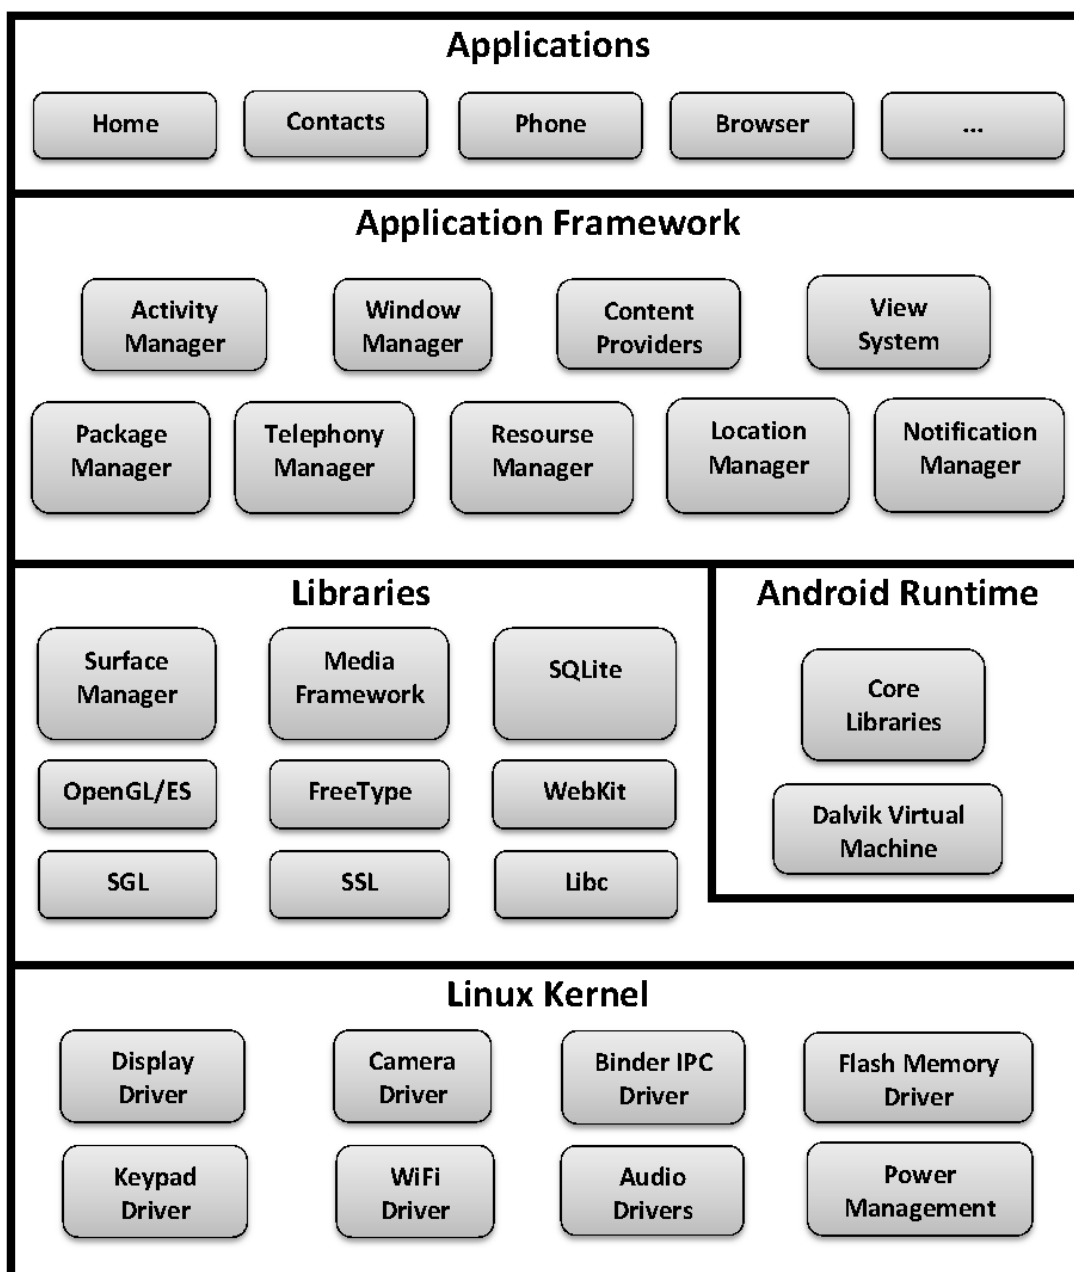 Applications
Home
Contacts
Phone
Browser
...
Application Framework
Activity
Manager
Window
Manager
Content
Providers
View
System
Package
Manager
Telephony
Manager
Resourse
Manager
Location
Manager
Notification
Manager
Libraries
Surface
Manager
Media
Framework
SQLite
OpenGL/ES
FreeType
WebKit
SGL
SSL
Libc
Android Runtime
Core
Libraries
Dalvik Virtual
Machine
Linux Kernel
Display
Driver
Camera
Driver
Binder IPC
Driver
Flash Memory
Driver
Keypad
Driver
WiFi
Driver
Audio
Drivers
Power
Management